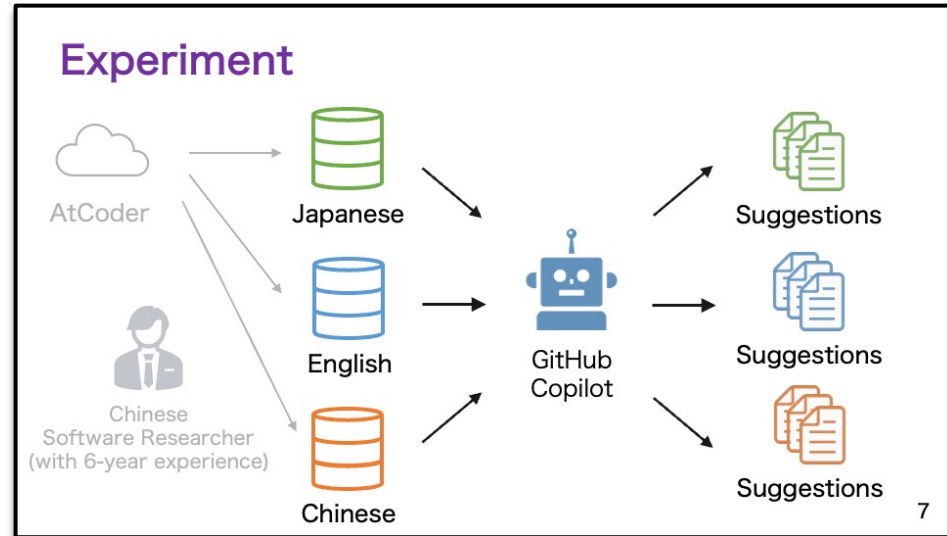 Experiment
AtCoder
Japanese
Suggestions
English
GitHub
Copilot
Suggestions
Chinese
Software Researcher
(with 6-year experience)
Chinese
Suggestions
7